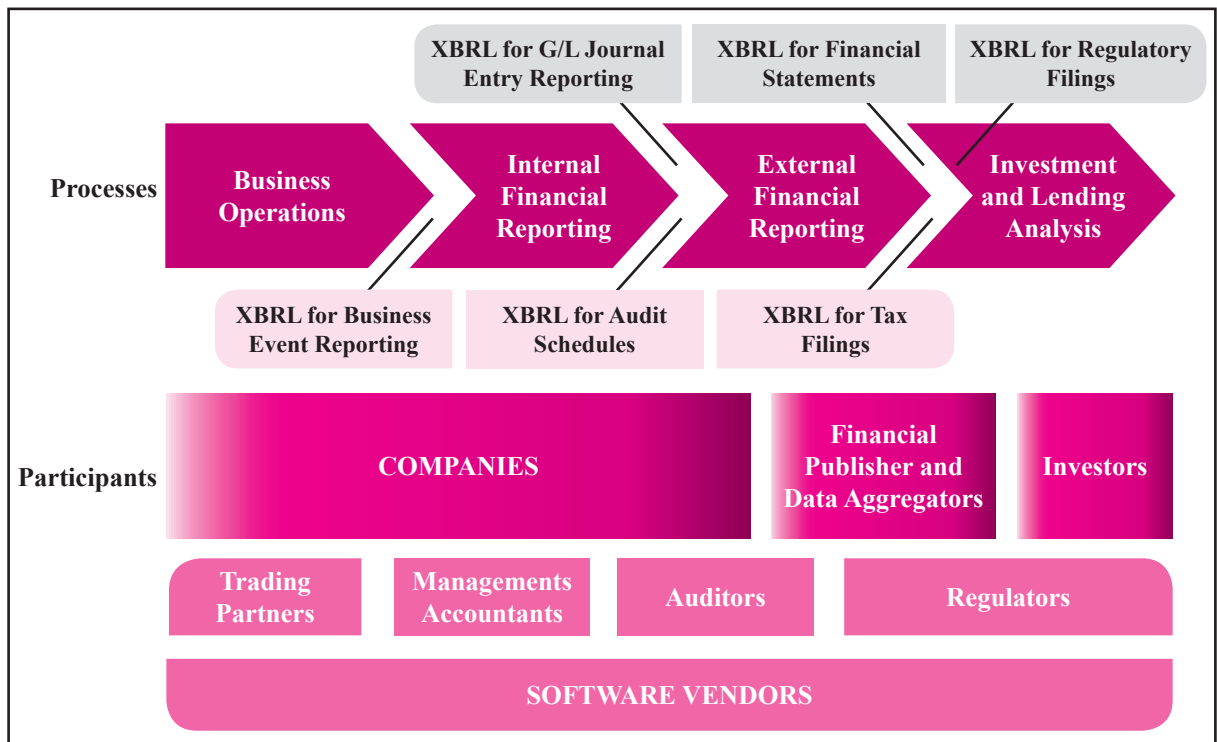 XBRL for G/L Journal
Entry Reporting
XBRL for Financial
Statements
XBRL for Regulatory
Filings
Processes
Business
Operations
Internal
Financial
Reporting
External
Financial
Reporting
Investment
and Lending
Analysis
XBRL for Business
Event Reporting
XBRL for Audit
Schedules
XBRL for Tax
Filings
Participants
COMPANIES
Financial
Publisher and
Data Aggregators
Investors
Trading
Partners
Managements
Accountants
Auditors
Regulators
SOFTWARE VENDORS